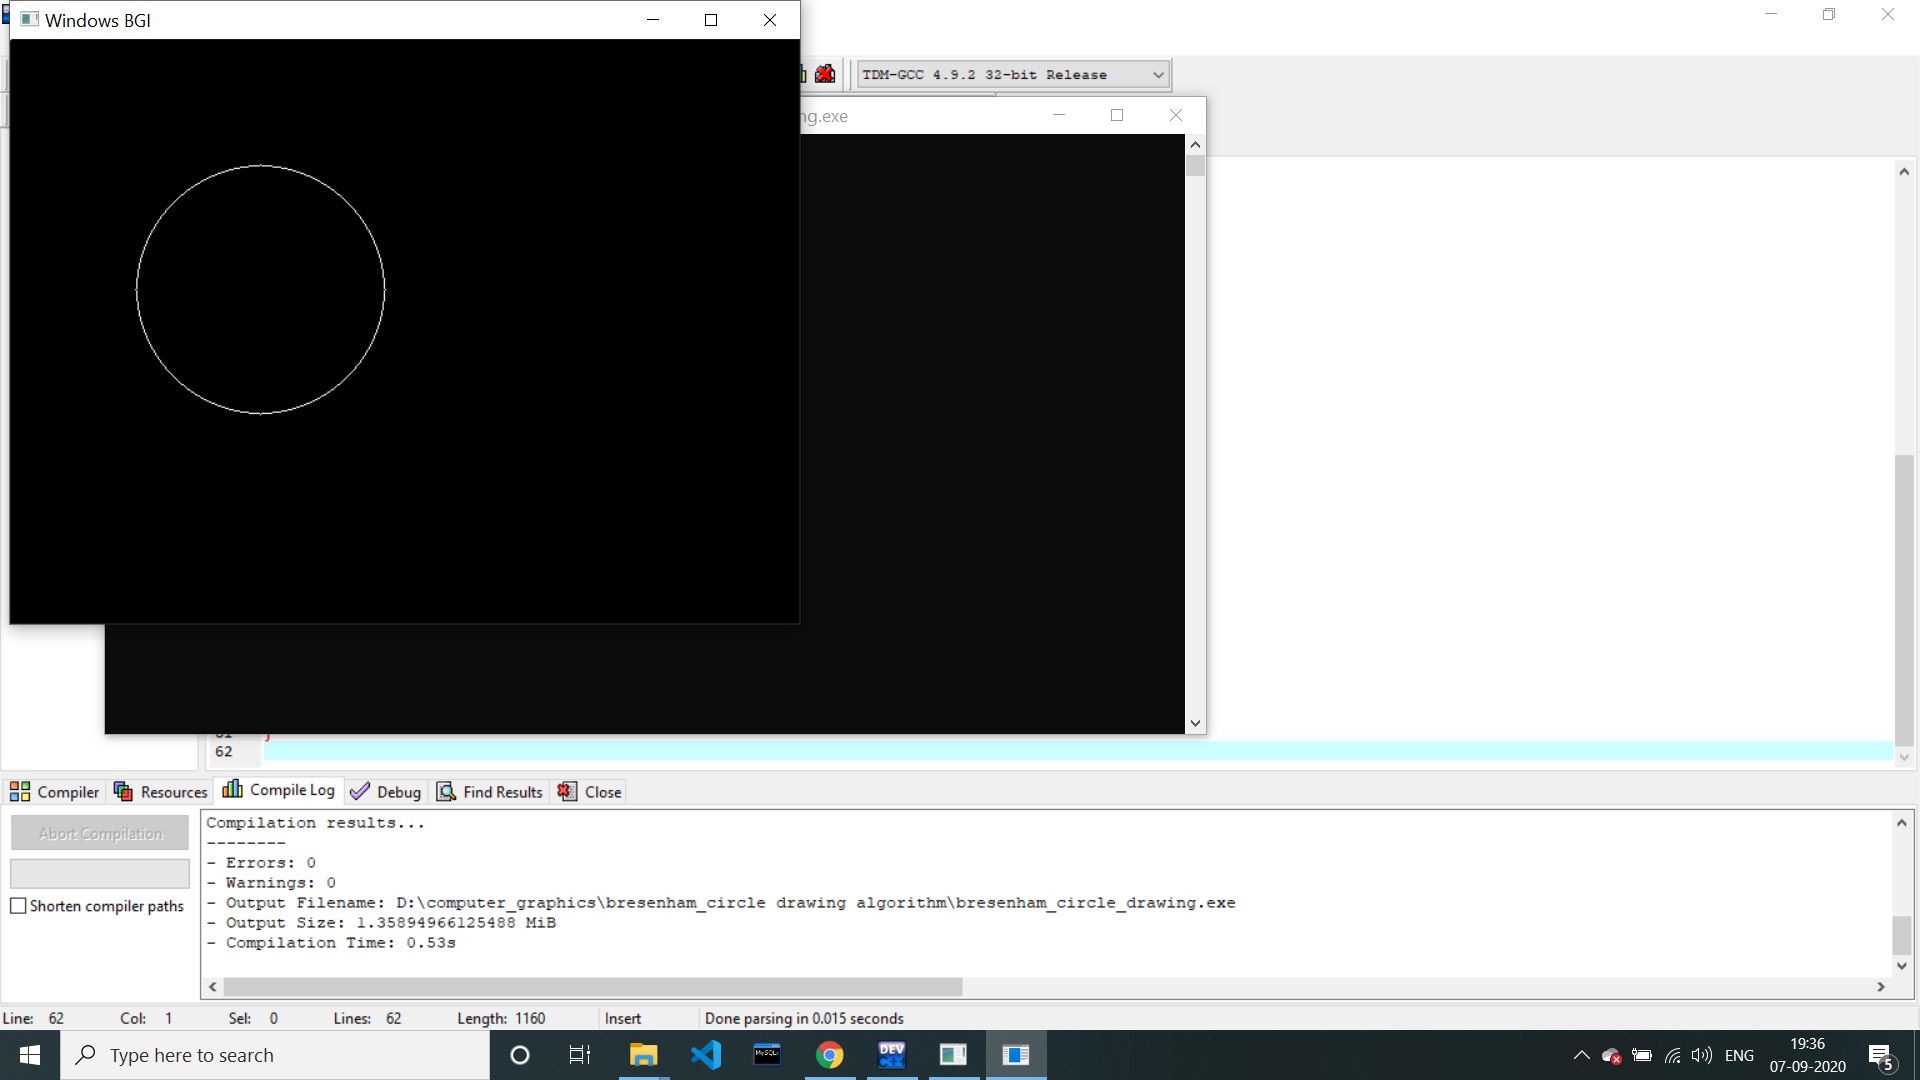 Windows BGI
TDM-GCC 4.9.2 32-bit Release
ng.exe
62
Compiler
Resources
Compile Log
Debug
Find Results
Close
Abort Compilation
Shorten compiler paths
Compilation results...
--------
- Errors: 0
- Warnings: 0
- Output Filename: D:\computer_graphics\bresenham_circle drawing algorithm\bresenham_circle_drawing.exe
- Output Size: 1.35894966125488 MiB
- Compilation Time: 0.53s
Line: 62 Col: 1 Sel: 0 Lines: 62 Length: 1160 Insert Done parsing in 0.015 seconds
Type here to search
MySQL
DEV
C++
ENG
19:36
07-09-2020
5